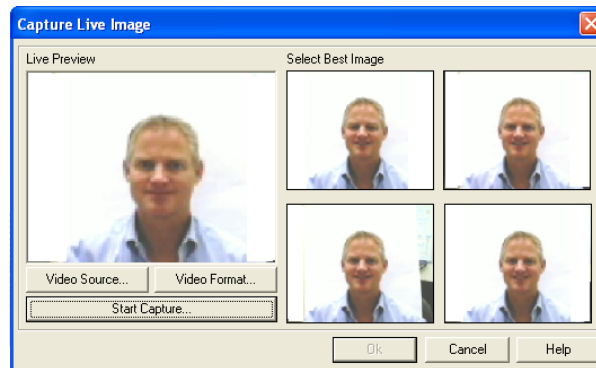 Capture Live Image
Live Preview
Select Best Image
Video Source...
Video Format...
Start Capture...
Ok
Cancel
Help